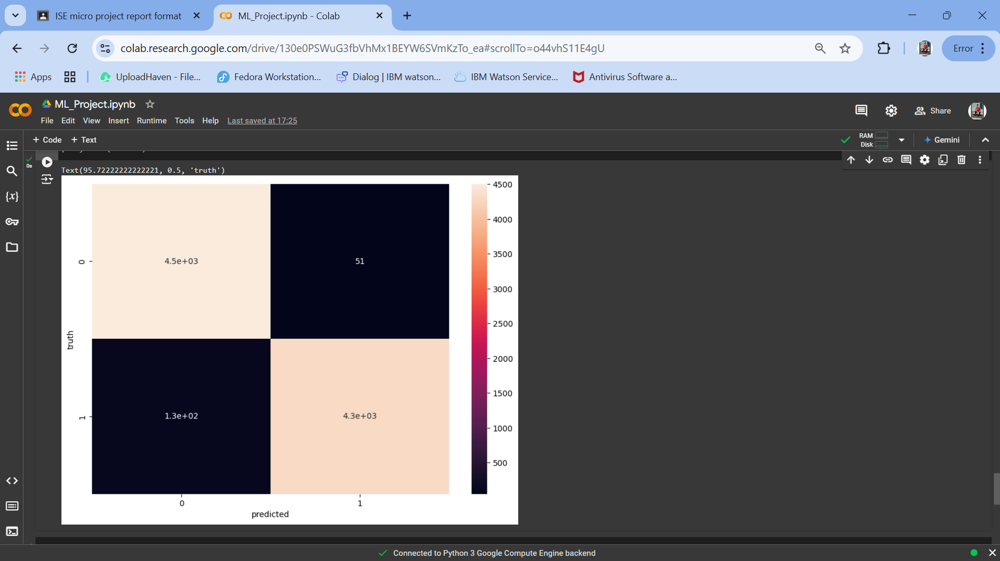 ISE micro project report format
ML_Project.ipynb - Colab
colab.research.google.com/drive/130e0PSWuG3fbVhMx1BEYW6SVmKzTo_ea#scrollTo=o44vhS11E4gU
Error
Apps
UploadHaven - File...
Fedora Workstation...
Dialog | IBM watson...
IBM Watson Service...
Antivirus Software a...
ML_Project.ipynb
Share
File Edit View Insert Runtime Tools Help Last saved at 17:25
+ Code + Text
RAM
Disk
Gemini
0s
Text(95.72222222222221, 0.5, 'truth')
4500
4000
3500
3000
2500
2000
1500
1000
500
0
4.5e+03 51
truth
1
1.3e+02 4.3e+03
0 1
predicted
{x}
Connected to Python 3 Google Compute Engine backend